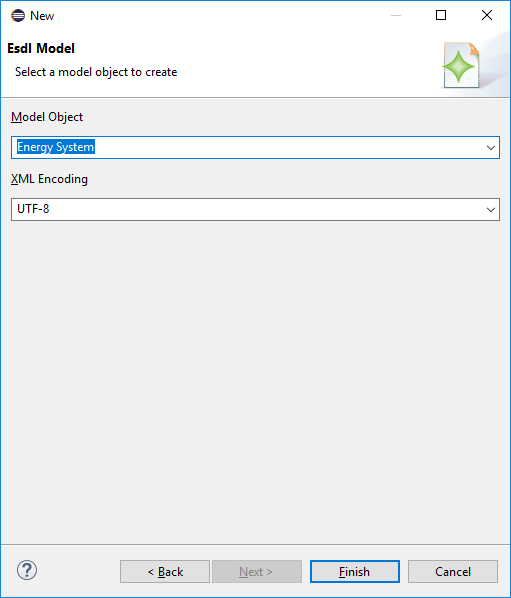 New
Esdl Model
Select a model object to create
Model Object
Energy System
XML Encoding
UTF-8
?
< Back
Next >
Finish
Cancel